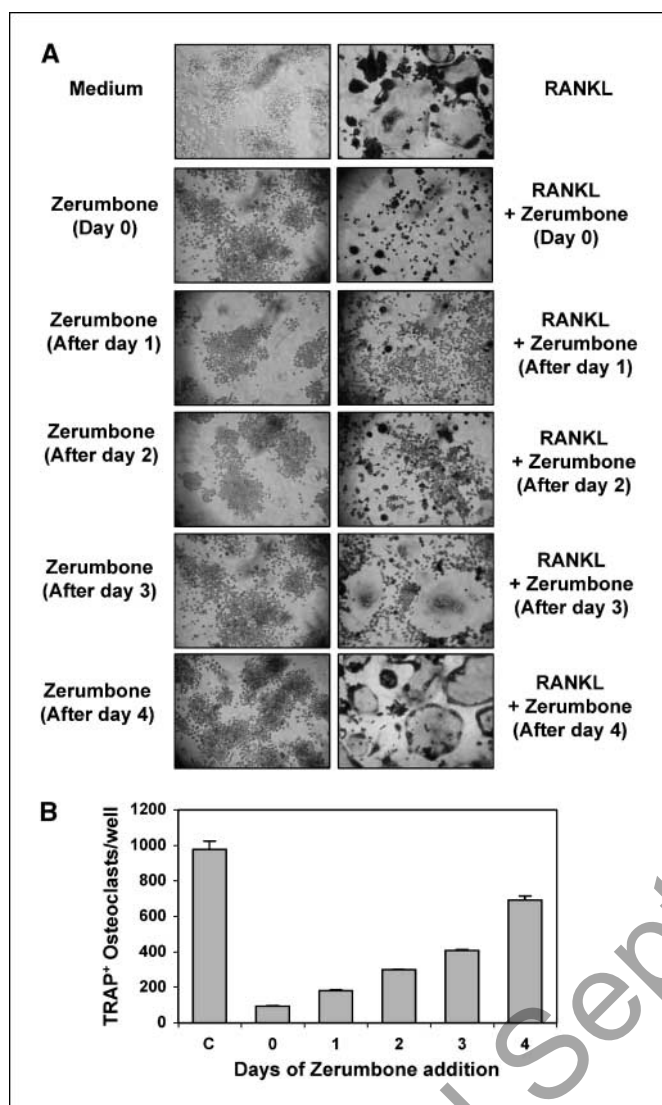 A
Medium
RANKL
Zerumbone
(Day 0)
RANKL
+ Zerumbone
(Day 0)
Zerumbone
(After day 1)
RANKL
+ Zerumbone
(After day 1)
Zerumbone
(After day 2)
RANKL
+ Zerumbone
(After day 2)
Zerumbone
(After day 3)
RANKL
+ Zerumbone
(After day 3)
Zerumbone
(After day 4)
RANKL
+ Zerumbone
(After day 4)
B
TRAP⁺ Osteoclasts/well
1200
1000
800
600
400
200
0
C 0 1 2 3 4
Days of Zerumbone addition
Sept